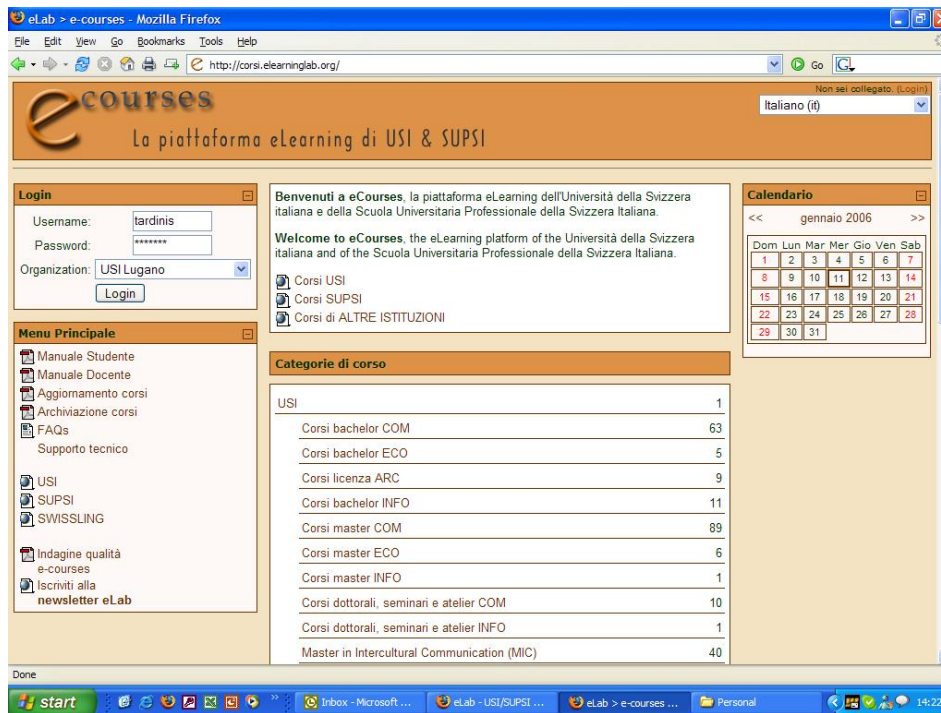 eLab > e-courses - Mozilla Firefox
File Edit View Go Bookmarks Tools Help
http://corsi.elearninglab.org/
Go
ecourses
La piattaforma eLearning di USI & SUPSI
Non sei collegato. (Login)
Italiano (it)
Login
Username: tardinis
Password: *******
Organization: USI Lugano
Login
Menu Principale
Manuale Studente
Manuale Docente
Aggiornamento corsi
Archiviazione corsi
FAQs
Supporto tecnico
USI
SUPSI
SWISSLING
Indagine qualità
e-courses
Iscriviti alla
newsletter eLab
Benvenuti a eCourses, la piattaforma eLearning dell'Università della Svizzera
italiana e della Scuola Universitaria Professionale della Svizzera Italiana.
Welcome to eCourses, the eLearning platform of the Università della Svizzera
italiana and of the Scuola Universitaria Professionale della Svizzera Italiana.
Corsi USI
Corsi SUPSI
Corsi di ALTRE ISTITUZIONI
Categorie di corso
USI 1
Corsi bachelor COM 63
Corsi bachelor ECO 5
Corsi licenza ARC 9
Corsi bachelor INFO 11
Corsi master COM 89
Corsi master ECO 6
Corsi master INFO 1
Corsi dottorali, seminari e atelier COM 10
Corsi dottorali, seminari e atelier INFO 1
Master in Intercultural Communication (MIC) 40
Calendario
<< gennaio 2006 >>
Dom Lun Mar Mer Gio Ven Sab
1 2 3 4 5 6 7
8 9 10 11 12 13 14
15 16 17 18 19 20 21
22 23 24 25 26 27 28
29 30 31
Done
start
Inbox - Microsoft ...
eLab - USI/SUPSI ...
eLab > e-courses ...
Personal
14:22